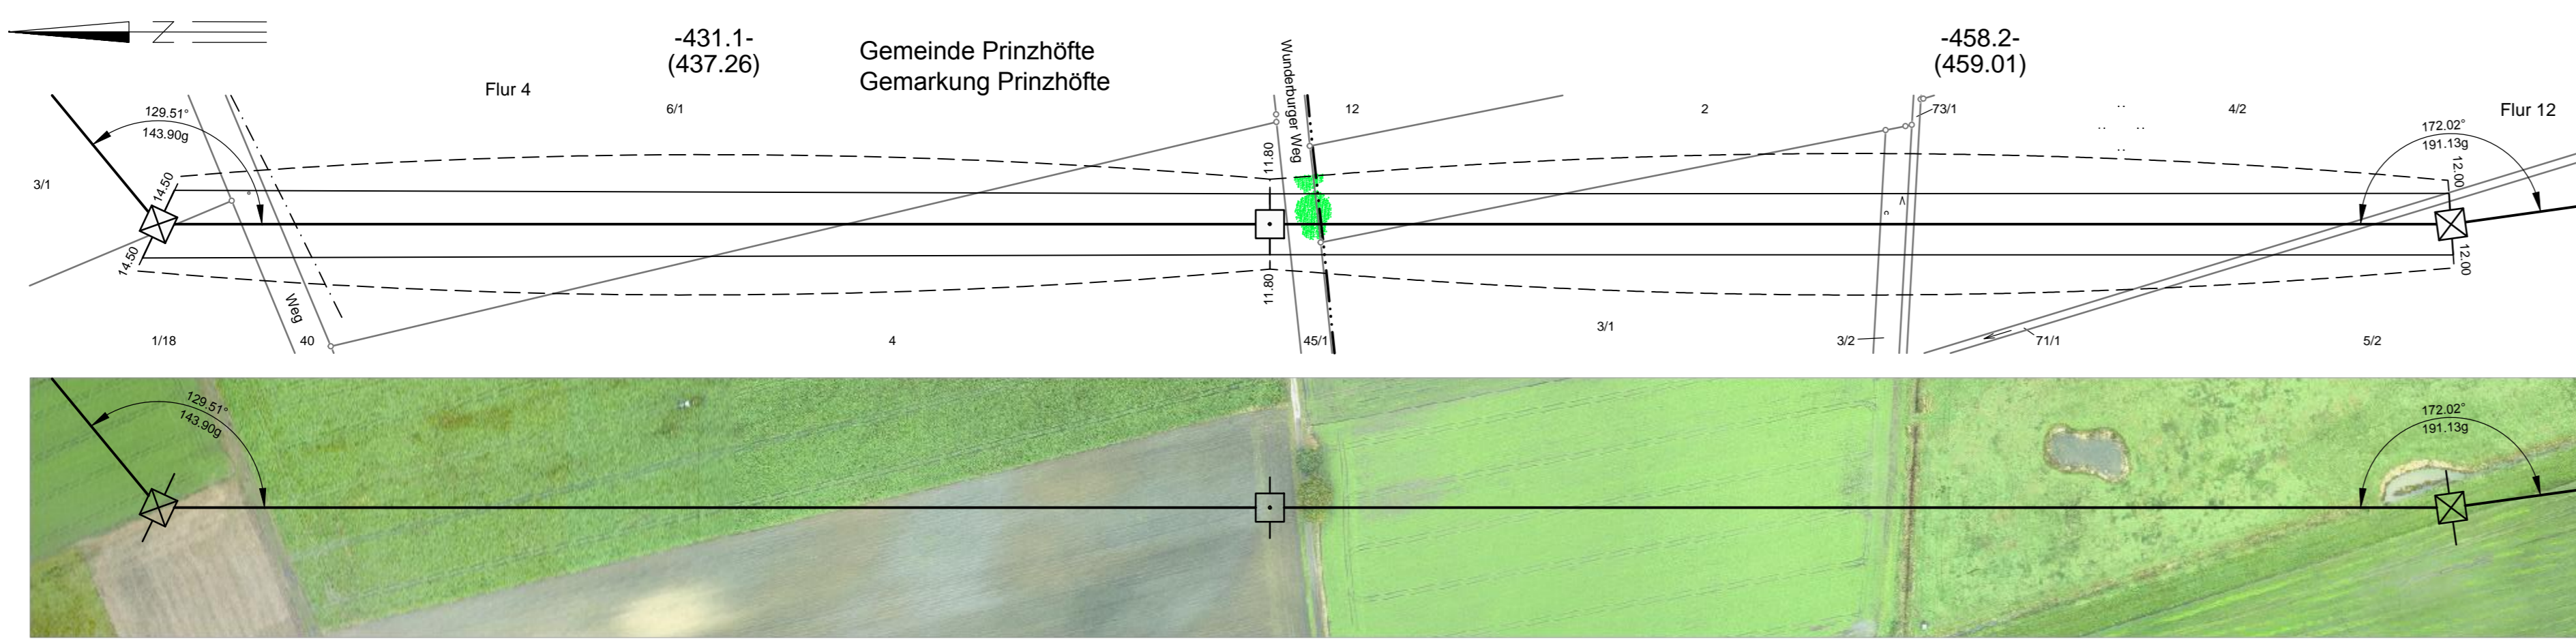 N
-431.1-
(437.26)
Gemeinde Prinzhöfte
Gemarkung Prinzhöfte
-458.2-
(459.01)
Flur 4
6/1
Wunderburger Weg
12
2
73/1
4/2
Flur 12
129.51°
143.90g
172.02°
191.13g
3/1
14.50
11.80
12.00
14.50
11.80
12.00
Weg
1/18
40
4
45/1
3/1
3/2
71/1
5/2
129.51°
143.90g
172.02°
191.13g